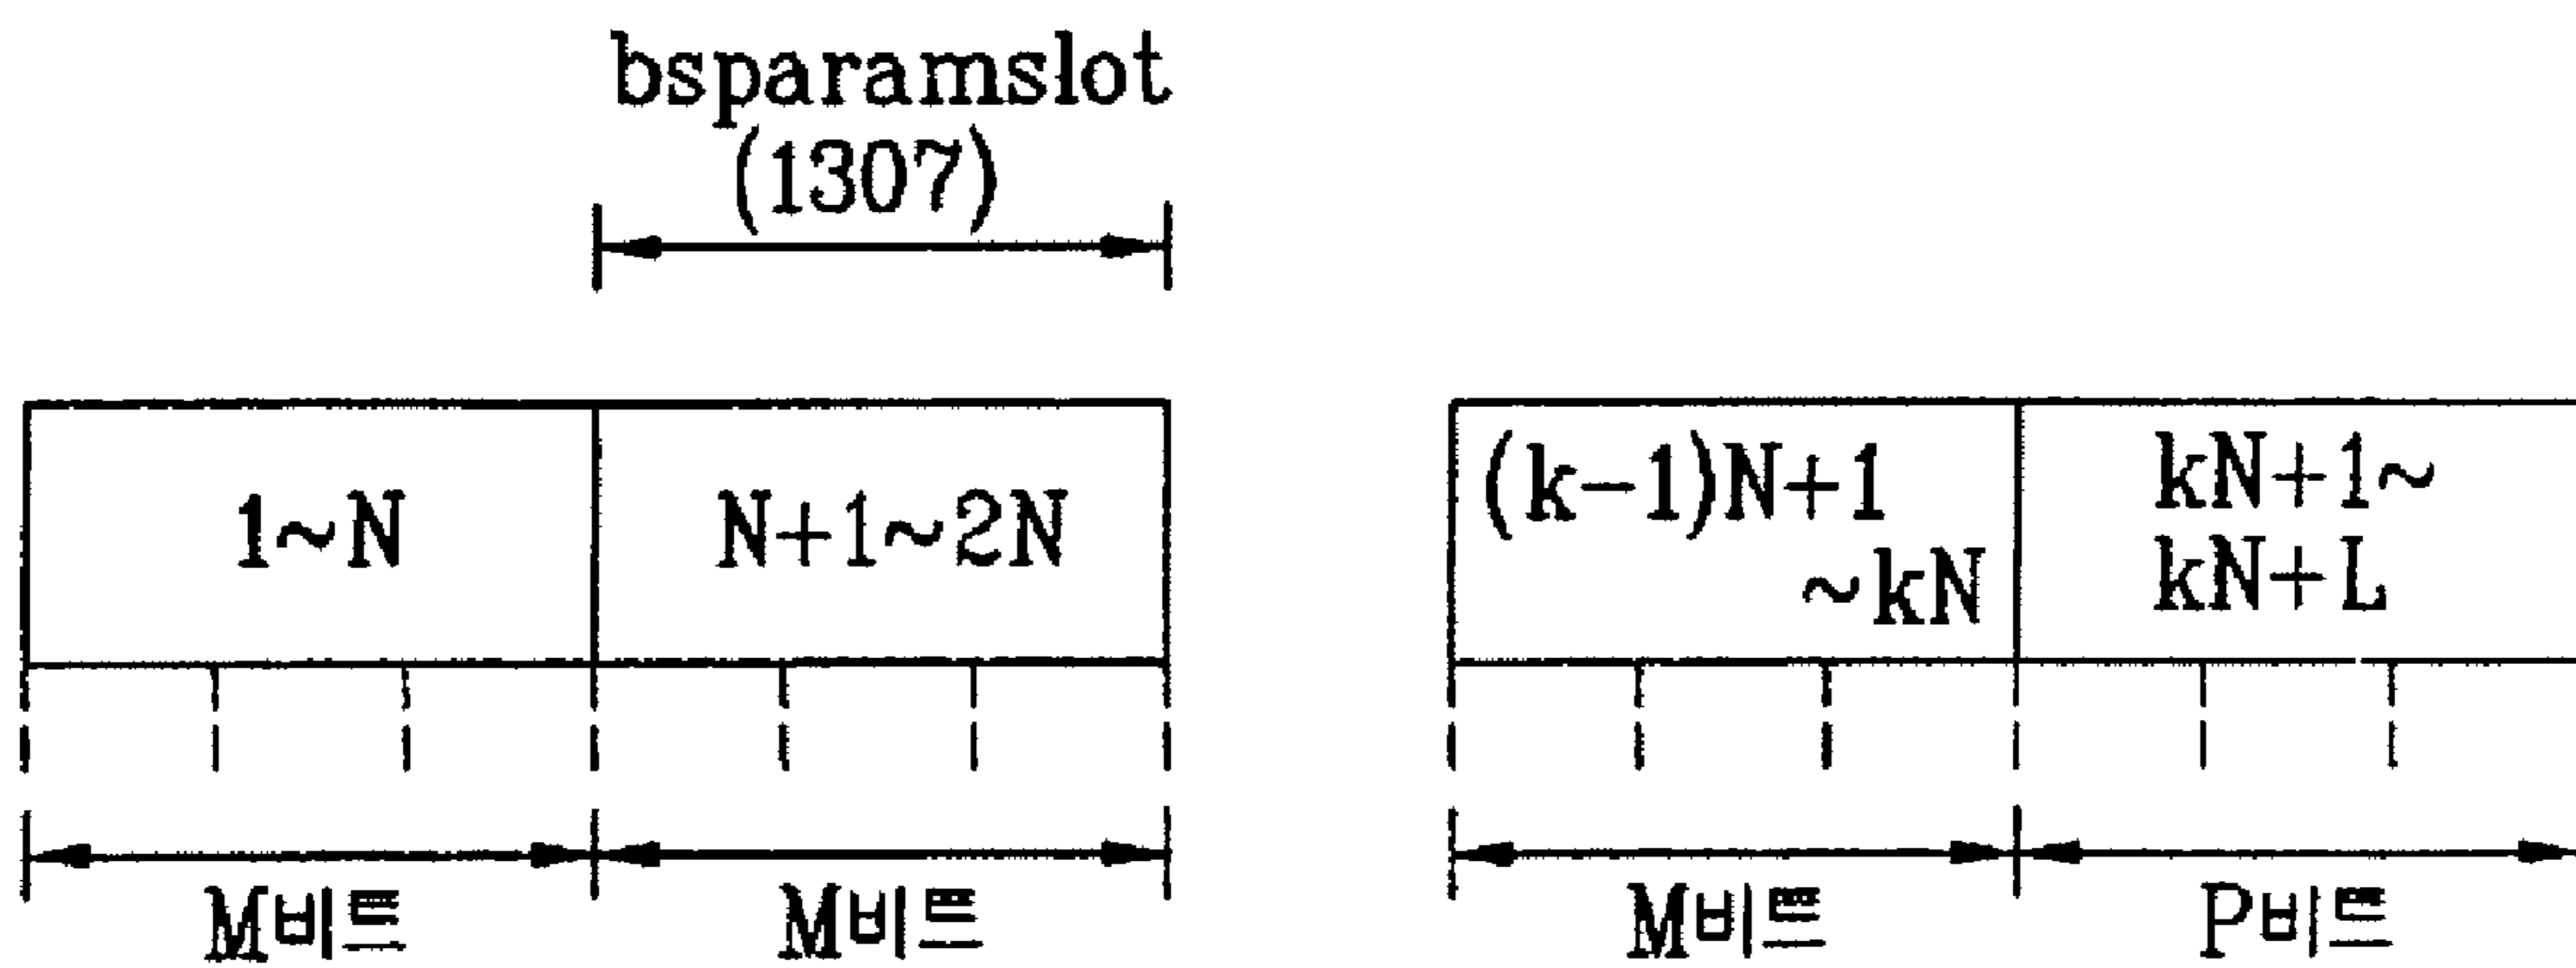 bsparamslot
(1307)
1~N
N+1~2N
(k-1)N+1
~kN
kN+1~
kN+L
M비트
M비트
M비트
P비트